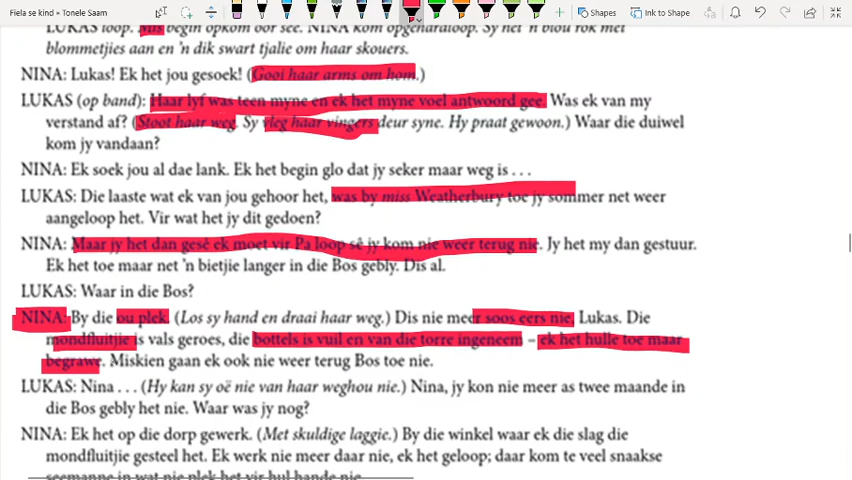 Fiela se kind • Tonele Saam
Shapes
Ink to Shape
LUKAS loop. Mis begin opkom oor see. NINA kom opgehardloop. Sy het 'n blou rok met
blommetjies aan en 'n dik swart tjalie om haar skouers.
NINA: Lukas! Ek het jou gesoek! (Gooi haar arms om hom.)
LUKAS (op band): Haar lyf was teen myne en ek het myne voel antwoord gee. Was ek van my
verstand af? (Stoot haar weg. Sy vleg haar vingers deur syne. Hy praat gewoon.) Waar die duiwel
kom jy vandaan?
NINA: Ek soek jou al dae lank. Ek het begin glo dat jy seker maar weg is . . .
LUKAS: Die laaste wat ek van jou gehoor het, was by miss Weatherbury toe jy sommer net weer
aangeloop het. Vir wat het jy dit gedoen?
NINA: Maar jy het dan gesê ek moet vir Pa loop sê jy kom nie weer terug nie. Jy het my dan gestuur.
Ek het toe maar net 'n bietjie langer in die Bos gebly. Dis al.
LUKAS: Waar in die Bos?
NINA: By die ou plek. (Los sy hand en draai haar weg.) Dis nie meer soos eers nie, Lukas. Die
mondfluitjie is vals geroes, die bottels is vuil en van die torre ingeneem – ek het hulle toe maar
begrawe. Miskien gaan ek ook nie weer terug Bos toe nie.
LUKAS: Nina . . . (Hy kan sy oë nie van haar weghou nie.) Nina, jy kon nie meer as twee maande in
die Bos gebly het nie. Waar was jy nog?
NINA: Ek het op die dorp gewerk. (Met skuldige laggie.) By die winkel waar ek die slag die
mondfluitjie gesteel het. Ek werk nie meer daar nie, ek het geloop; daar kom te veel snaakse
seemanne in wat nie plek het vir hul hande nie.